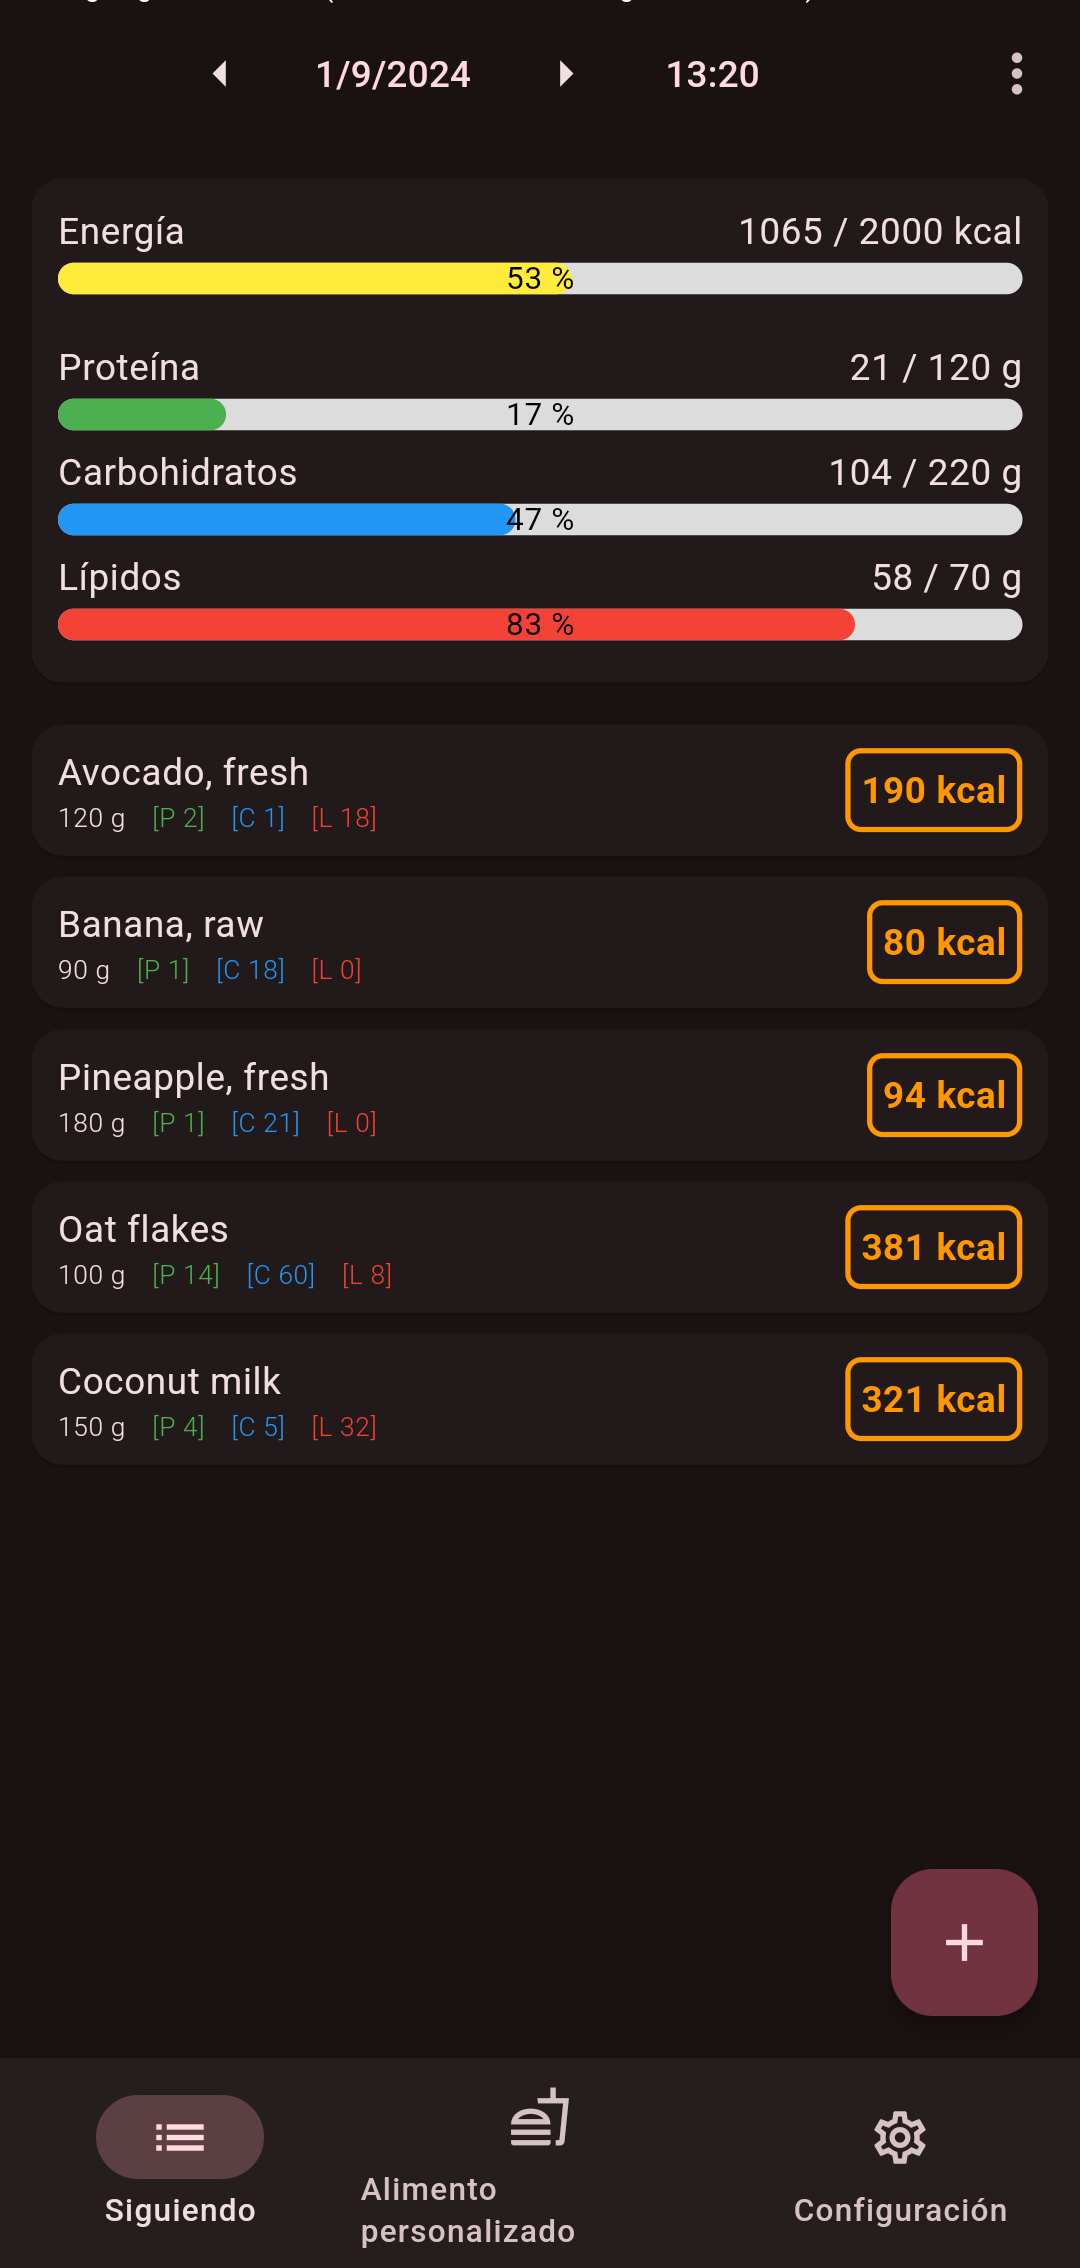 1/9/2024 13:20
Energía 1065 / 2000 kcal
53 %
Proteína 21 / 120 g
17 %
Carbohidratos 104 / 220 g
47 %
Lípidos 58 / 70 g
83 %
Avocado, fresh
190 kcal
120 g [P 2] [C 1] [L 18]
Banana, raw
80 kcal
90 g [P 1] [C 18] [L 0]
Pineapple, fresh
94 kcal
180 g [P 1] [C 21] [L 0]
Oat flakes
381 kcal
100 g [P 14] [C 60] [L 8]
Coconut milk
321 kcal
150 g [P 4] [C 5] [L 32]
Siguiendo
Alimento
personalizado
Configuración